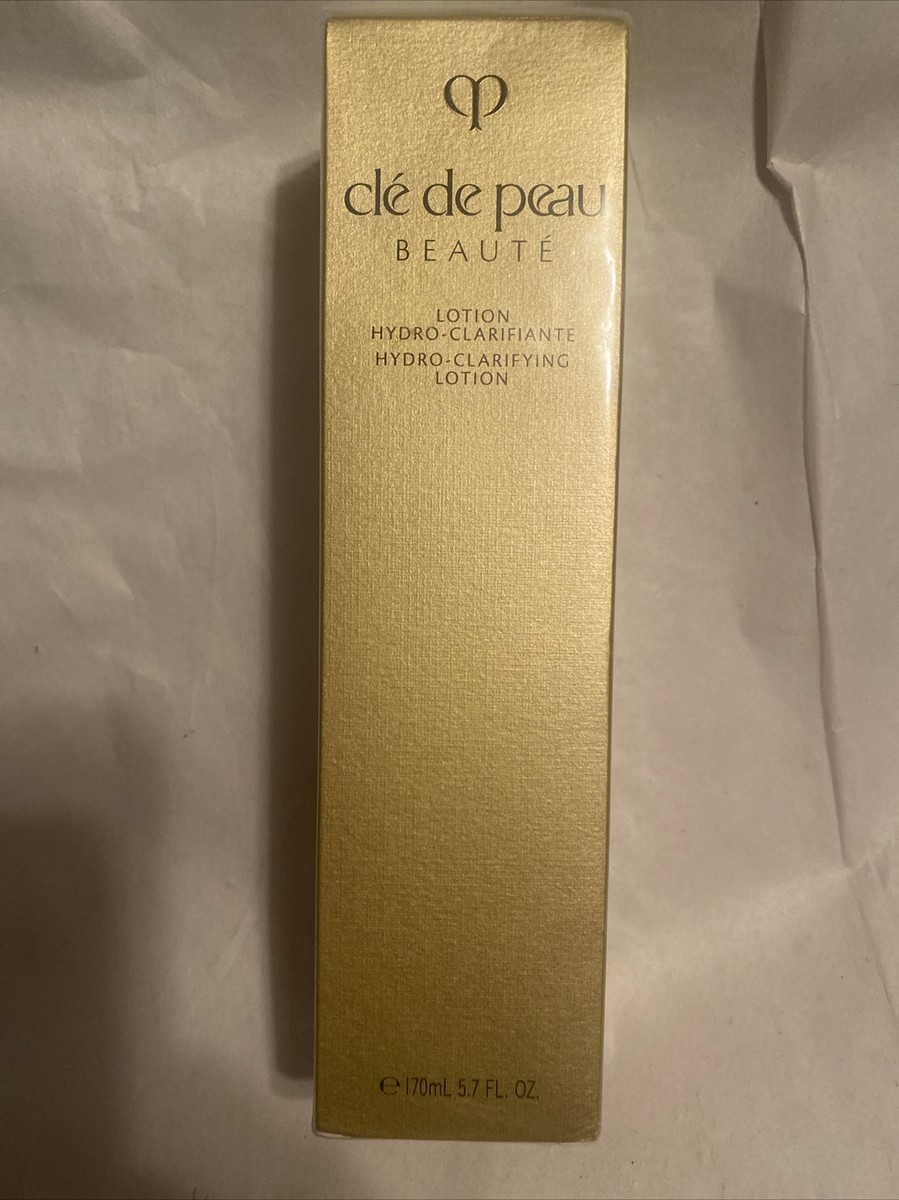 clé de peau
BEAUTÉ
LOTION
HYDRO-CLARIFIANTE
HYDRO-CLARIFYING
LOTION
℮ 170mL 5.7 FL. OZ.